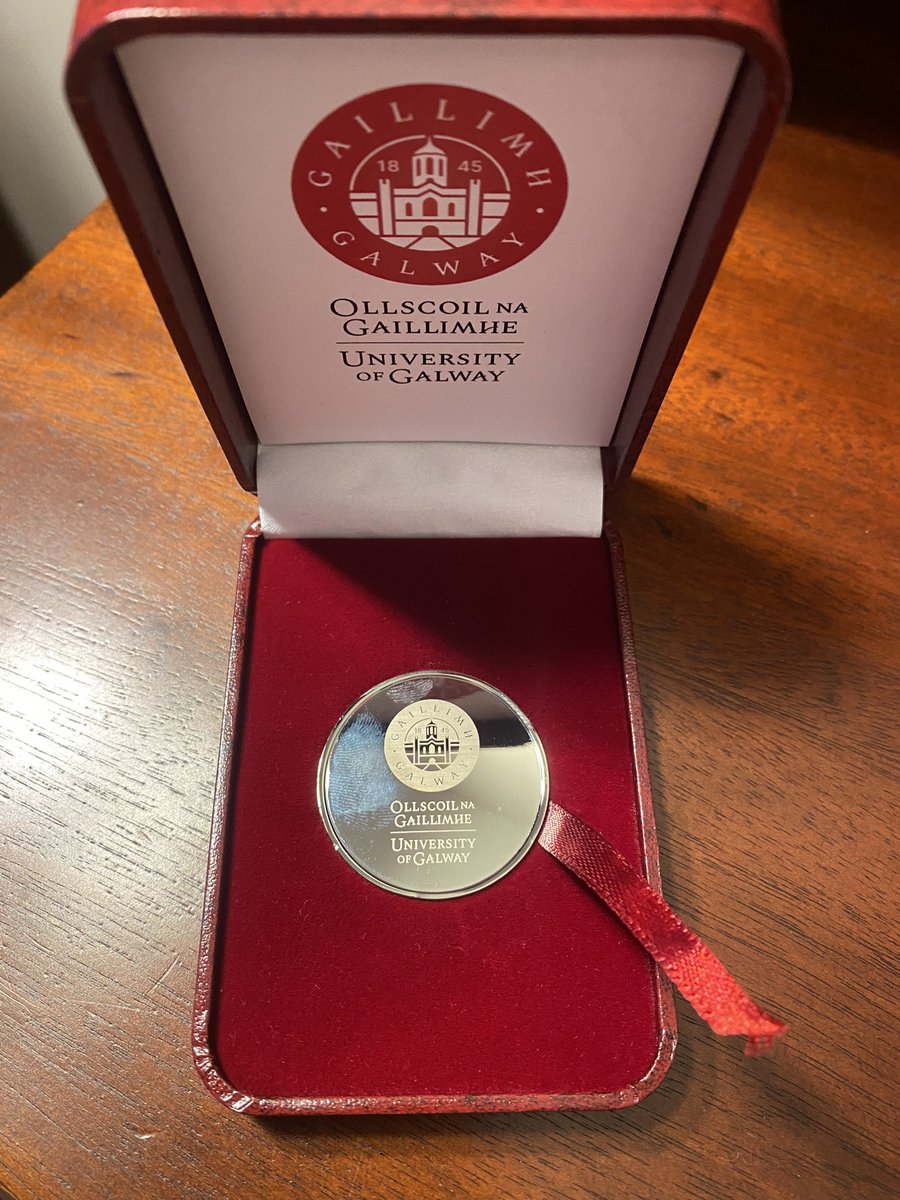 GAILLIMH
18 45
GALWAY
OLLSCOIL NA
GAILLIMHE
UNIVERSITY
OF GALWAY
GAILLIMH
18 45
GALWAY
OLLSCOIL NA
GAILLIMHE
UNIVERSITY
OF GALWAY